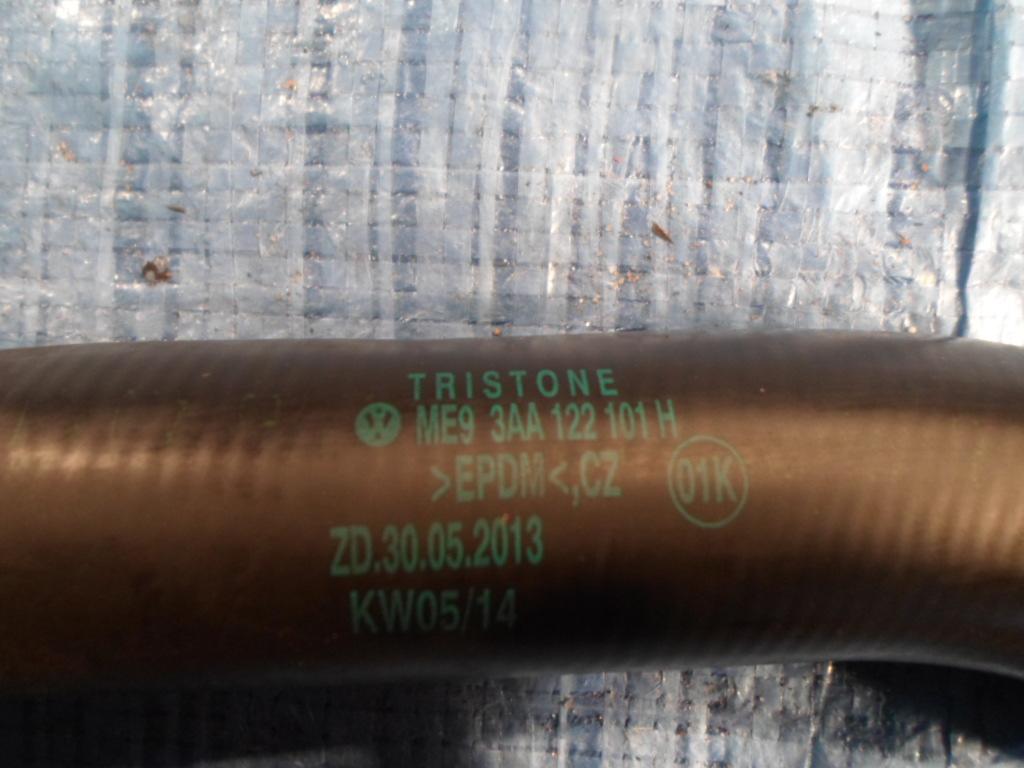 TRISTONE
ME9 3AA 122 101 H
>EPDM<,CZ
01K
ZD.30.05.2013
KW05/14